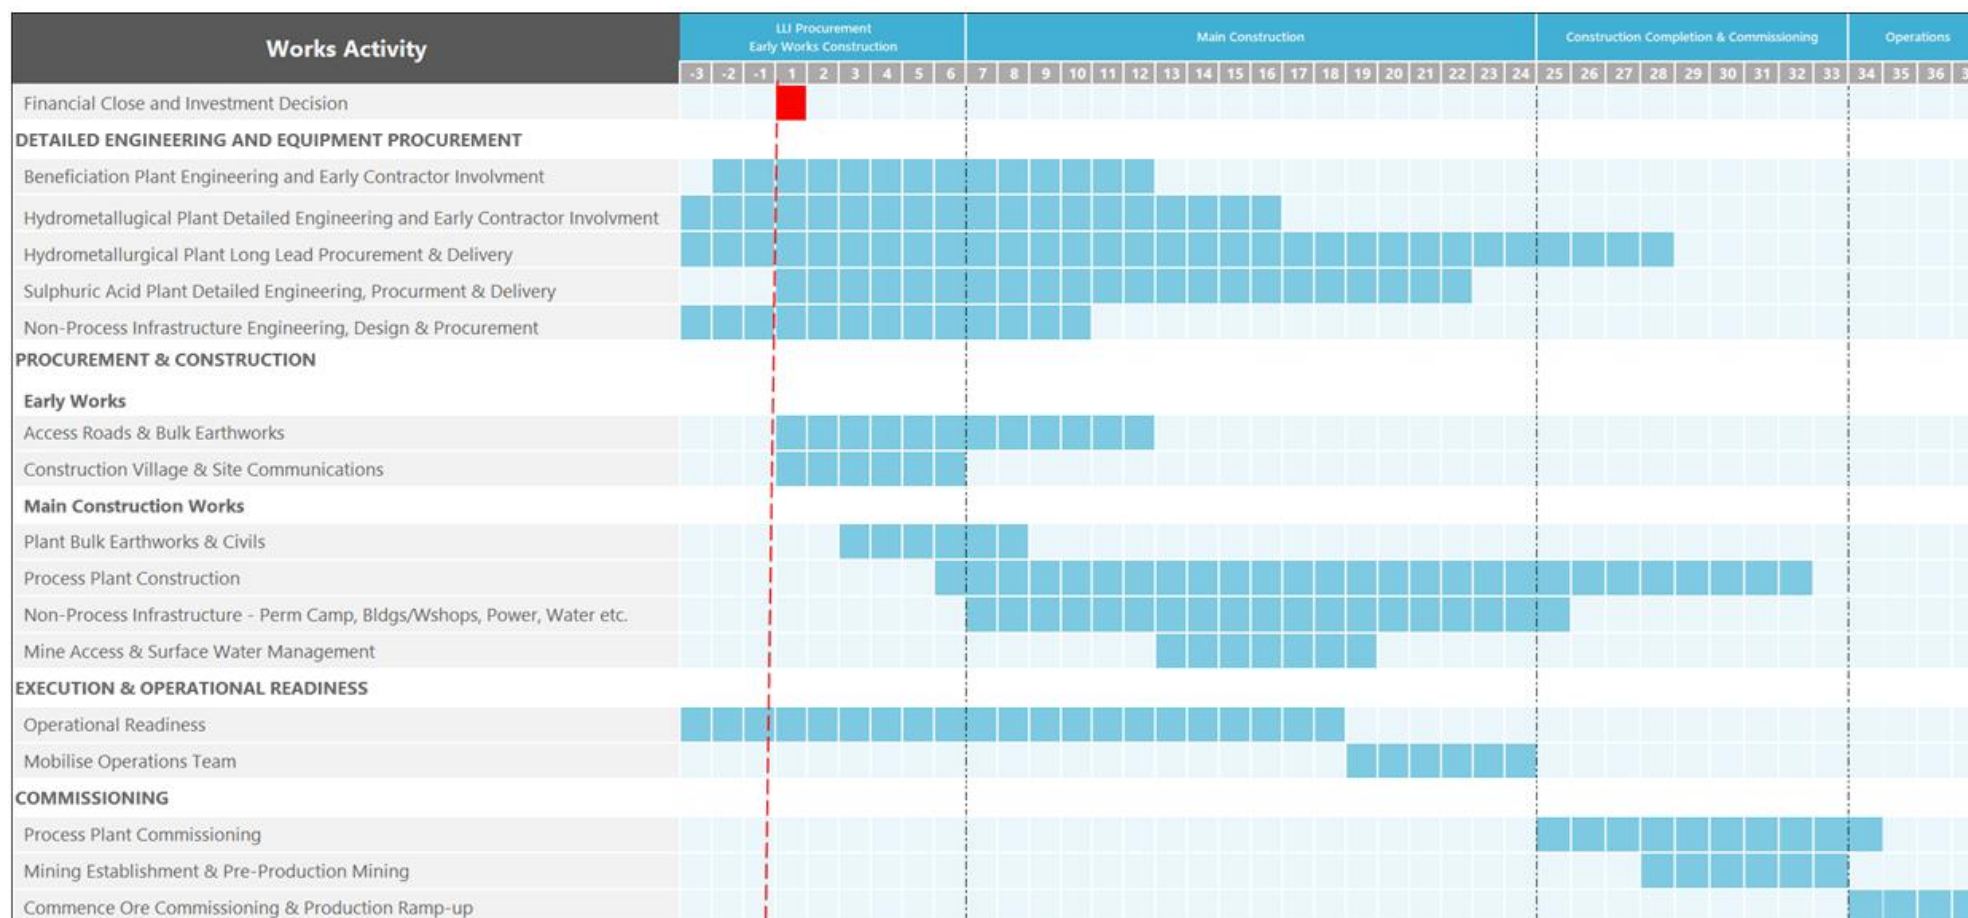 Works Activity
LLI Procurement
Early Works Construction
Main Construction
Construction Completion & Commissioning
Operations
-3 -2 -1 1 2 3 4 5 6 7 8 9 10 11 12 13 14 15 16 17 18 19 20 21 22 23 24 25 26 27 28 29 30 31 32 33 34 35 36
Financial Close and Investment Decision
DETAILED ENGINEERING AND EQUIPMENT PROCUREMENT
Beneficiation Plant Engineering and Early Contractor Involvment
Hydrometallugical Plant Detailed Engineering and Early Contractor Involvment
Hydrometallurgical Plant Long Lead Procurement & Delivery
Sulphuric Acid Plant Detailed Engineering, Procurment & Delivery
Non-Process Infrastructure Engineering, Design & Procurement
PROCUREMENT & CONSTRUCTION
Early Works
Access Roads & Bulk Earthworks
Construction Village & Site Communications
Main Construction Works
Plant Bulk Earthworks & Civils
Process Plant Construction
Non-Process Infrastructure - Perm Camp, Bldgs/Wshops, Power, Water etc.
Mine Access & Surface Water Management
EXECUTION & OPERATIONAL READINESS
Operational Readiness
Mobilise Operations Team
COMMISSIONING
Process Plant Commissioning
Mining Establishment & Pre-Production Mining
Commence Ore Commissioning & Production Ramp-up